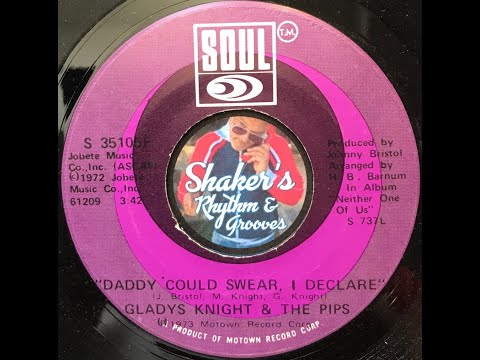 SOUL
T.M.
S 35105F
Jobete Music
Co.,Inc. (ASCAP)
(c)1972 Jobete
Music Co.,Inc.
61209 3:42
Produced by
Johnny Bristol
Arranged by
H. B. Barnum
In Album
"Neither One
Of Us"
S 737L
Shaker's
Rhythm &
Grooves
"DADDY COULD SWEAR, I DECLARE"
(J. Bristol, M. Knight, G. Knight)
GLADYS KNIGHT & THE PIPS
(p)1973 Motown Record Corp.
A PRODUCT OF MOTOWN RECORD CORP